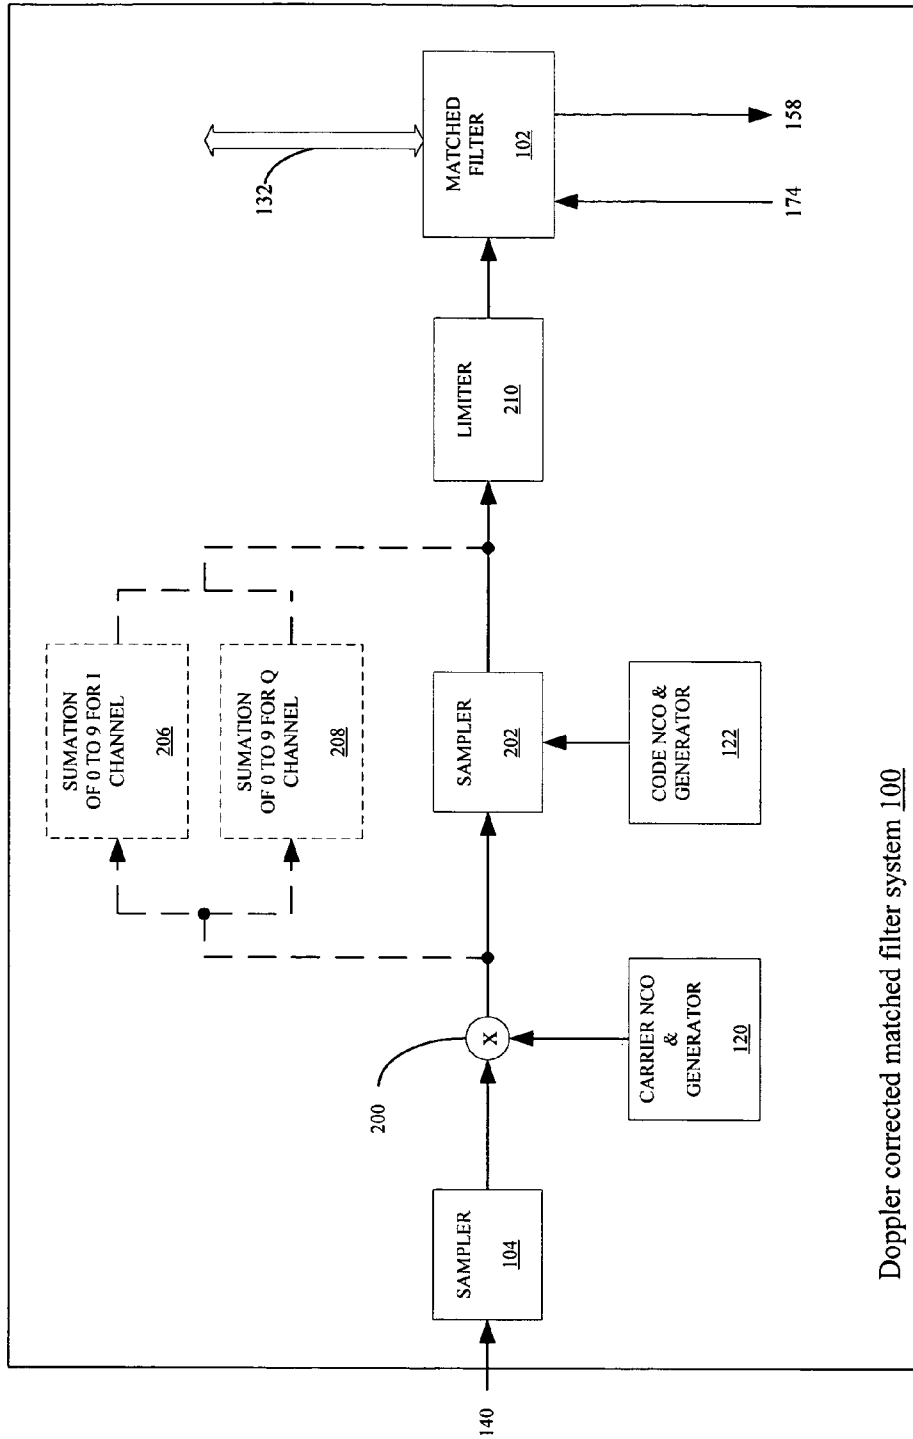 SUMATION
OF 0 TO 9 FOR I
CHANNEL
206
SUMATION
OF 0 TO 9 FOR Q
CHANNEL
208
132
200
140
SAMPLER
104
X
SAMPLER
202
LIMITER
210
MATCHED
FILTER
102
CARRIER NCO
&
GENERATOR
120
CODE NCO &
GENERATOR
122
174
158
Doppler corrected matched filter system 100